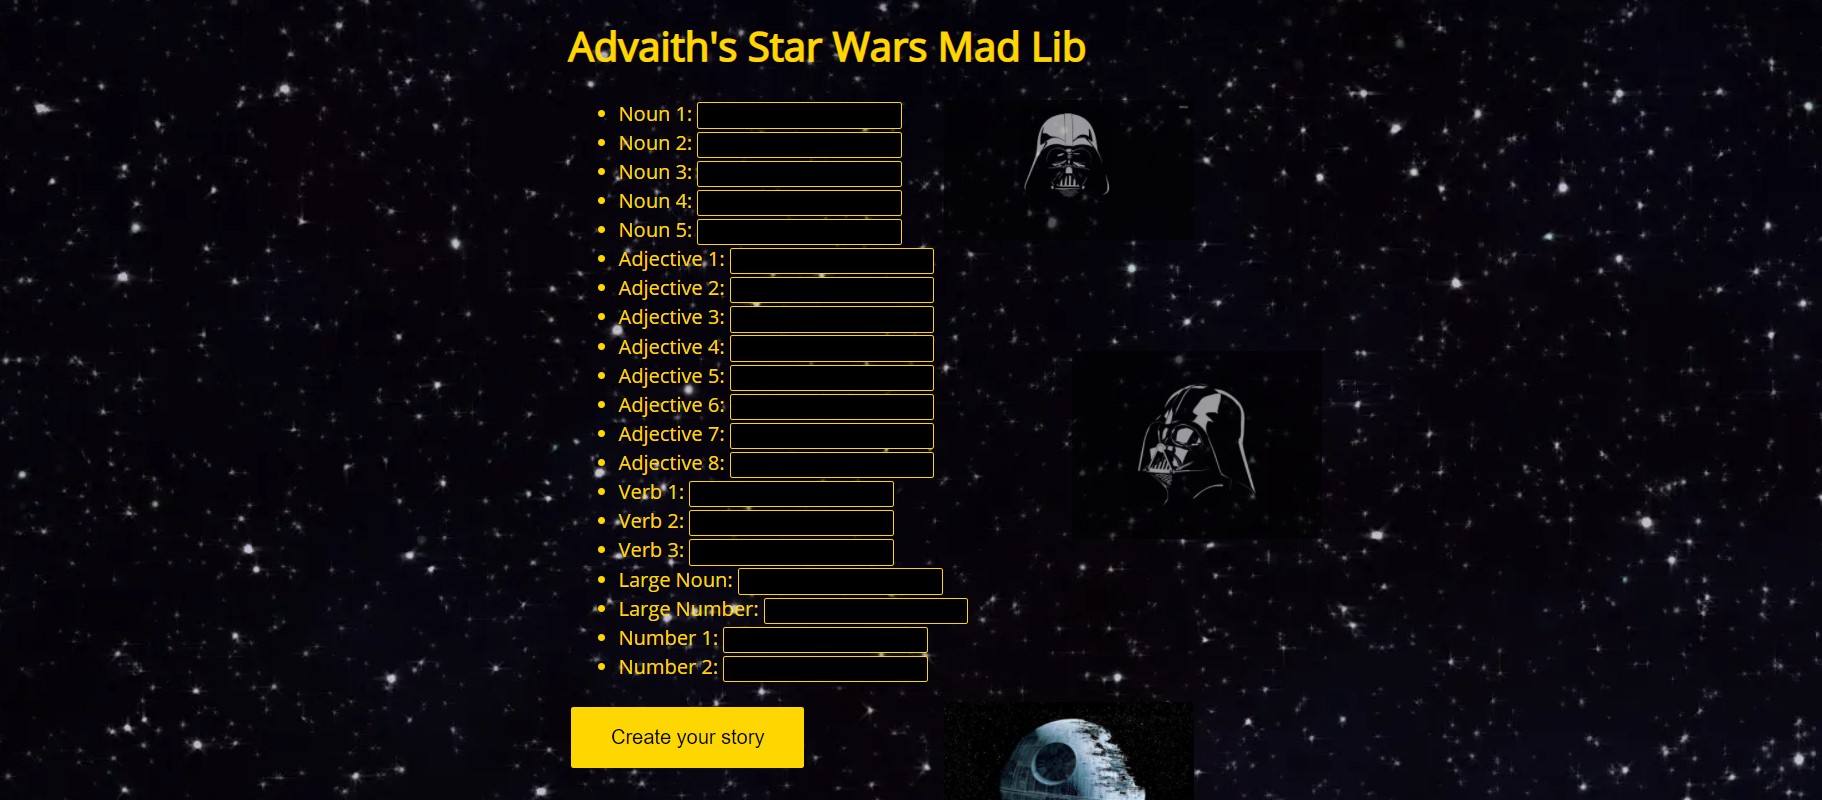 Advaith's Star Wars Mad Lib
Noun 1:
Noun 2:
Noun 3:
Noun 4:
Noun 5:
Adjective 1:
Adjective 2:
Adjective 3:
Adjective 4:
Adjective 5:
Adjective 6:
Adjective 7:
Adjective 8:
Verb 1:
Verb 2:
Verb 3:
Large Noun:
Large Number:
Number 1:
Number 2:
Create your story